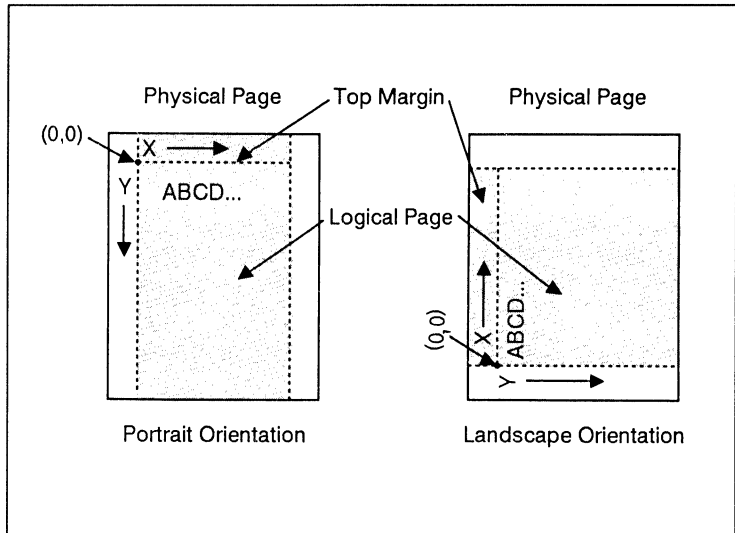 Physical Page
Top Margin
Physical Page
(0,0)
X
Y
ABCD...
Logical Page
X
(0,0)
ABCD...
Y
Portrait Orientation
Landscape Orientation